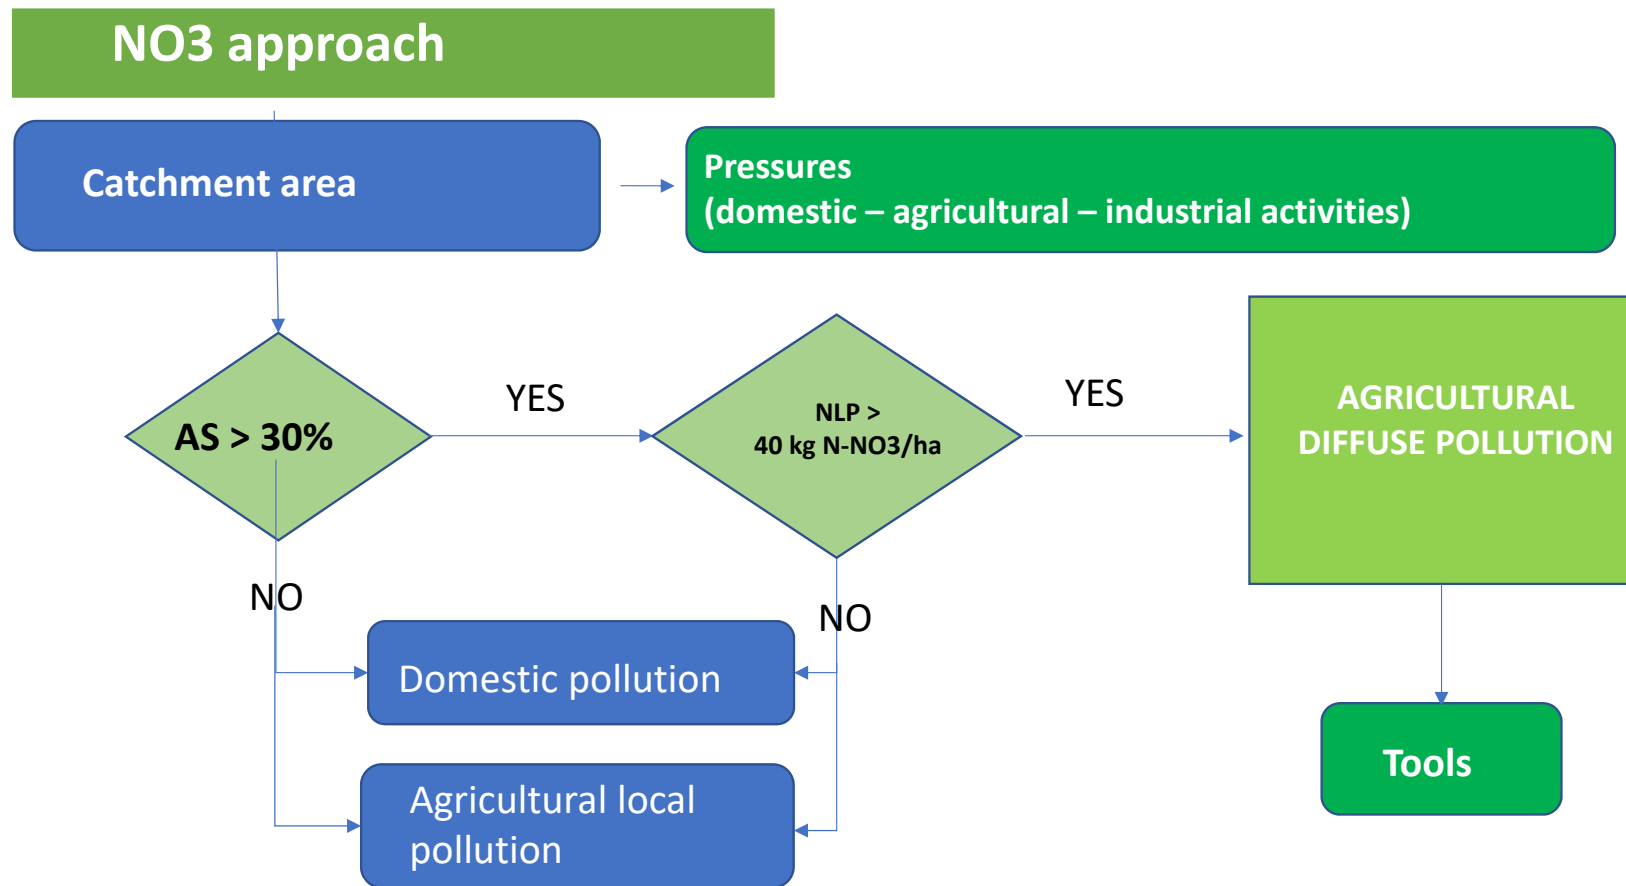 NO3 approach
Catchment area
Pressures
(domestic – agricultural – industrial activities)
AS > 30%
YES
NLP >
40 kg N-NO3/ha
YES
AGRICULTURAL
DIFFUSE POLLUTION
NO
NO
Domestic pollution
Tools
Agricultural local
pollution